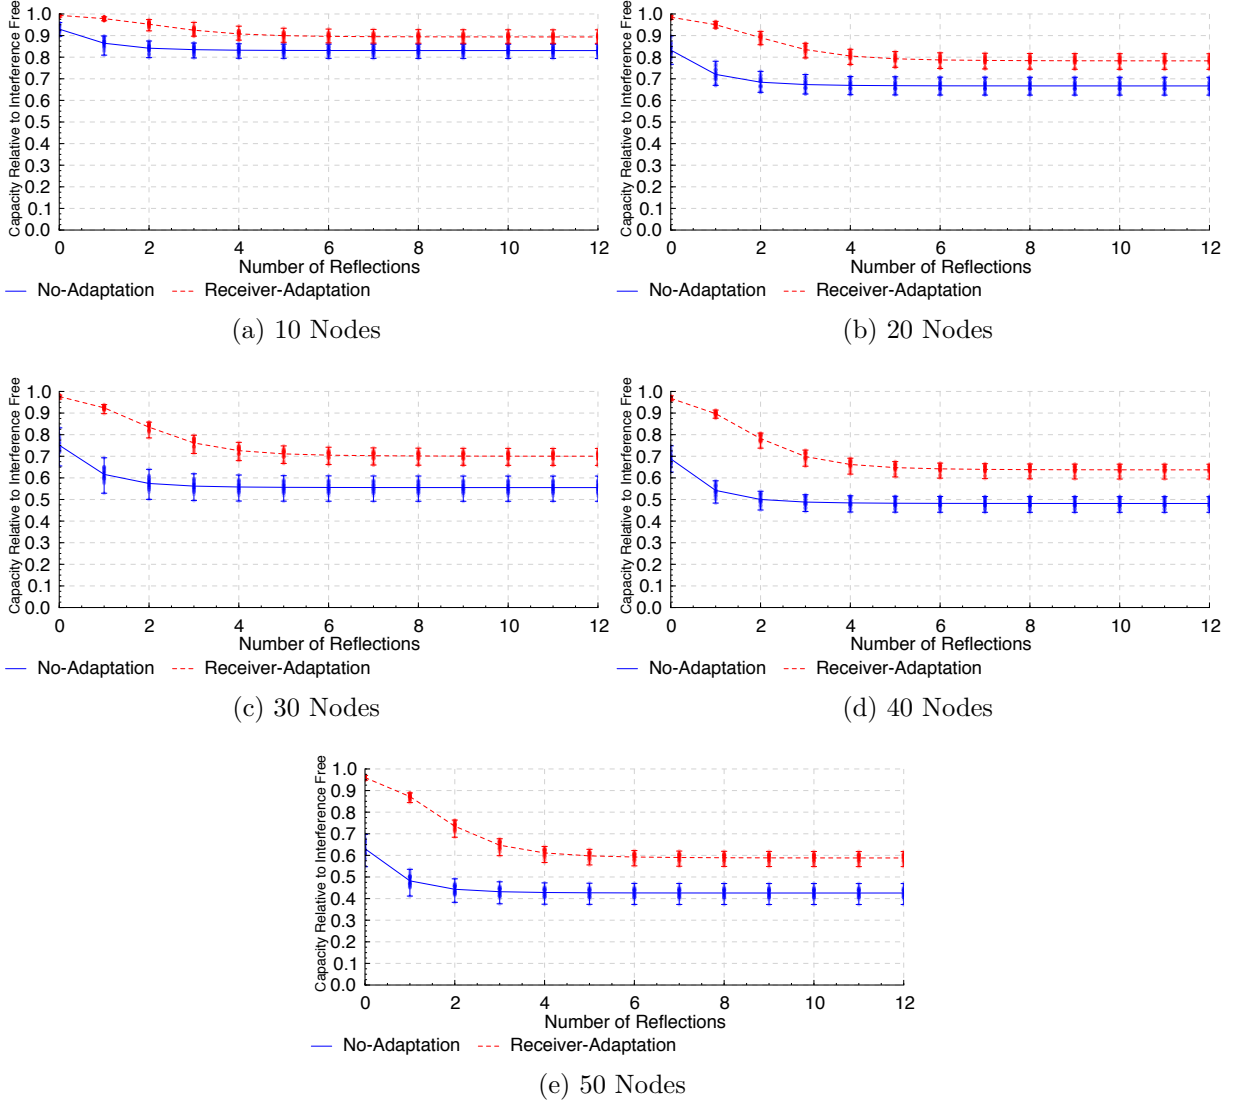 Capacity Relative to Interference Free
1.0
0.9
0.8
0.7
0.6
0.5
0.4
0.3
0.2
0.1
0.0
0 2 4 6 8 10 12
Number of Reflections
No-Adaptation Receiver-Adaptation
(a) 10 Nodes
Capacity Relative to Interference Free
1.0
0.9
0.8
0.7
0.6
0.5
0.4
0.3
0.2
0.1
0.0
0 2 4 6 8 10 12
Number of Reflections
No-Adaptation Receiver-Adaptation
(b) 20 Nodes
Capacity Relative to Interference Free
1.0
0.9
0.8
0.7
0.6
0.5
0.4
0.3
0.2
0.1
0.0
0 2 4 6 8 10 12
Number of Reflections
No-Adaptation Receiver-Adaptation
(c) 30 Nodes
Capacity Relative to Interference Free
1.0
0.9
0.8
0.7
0.6
0.5
0.4
0.3
0.2
0.1
0.0
0 2 4 6 8 10 12
Number of Reflections
No-Adaptation Receiver-Adaptation
(d) 40 Nodes
Capacity Relative to Interference Free
1.0
0.9
0.8
0.7
0.6
0.5
0.4
0.3
0.2
0.1
0.0
0 2 4 6 8 10 12
Number of Reflections
No-Adaptation Receiver-Adaptation
(e) 50 Nodes